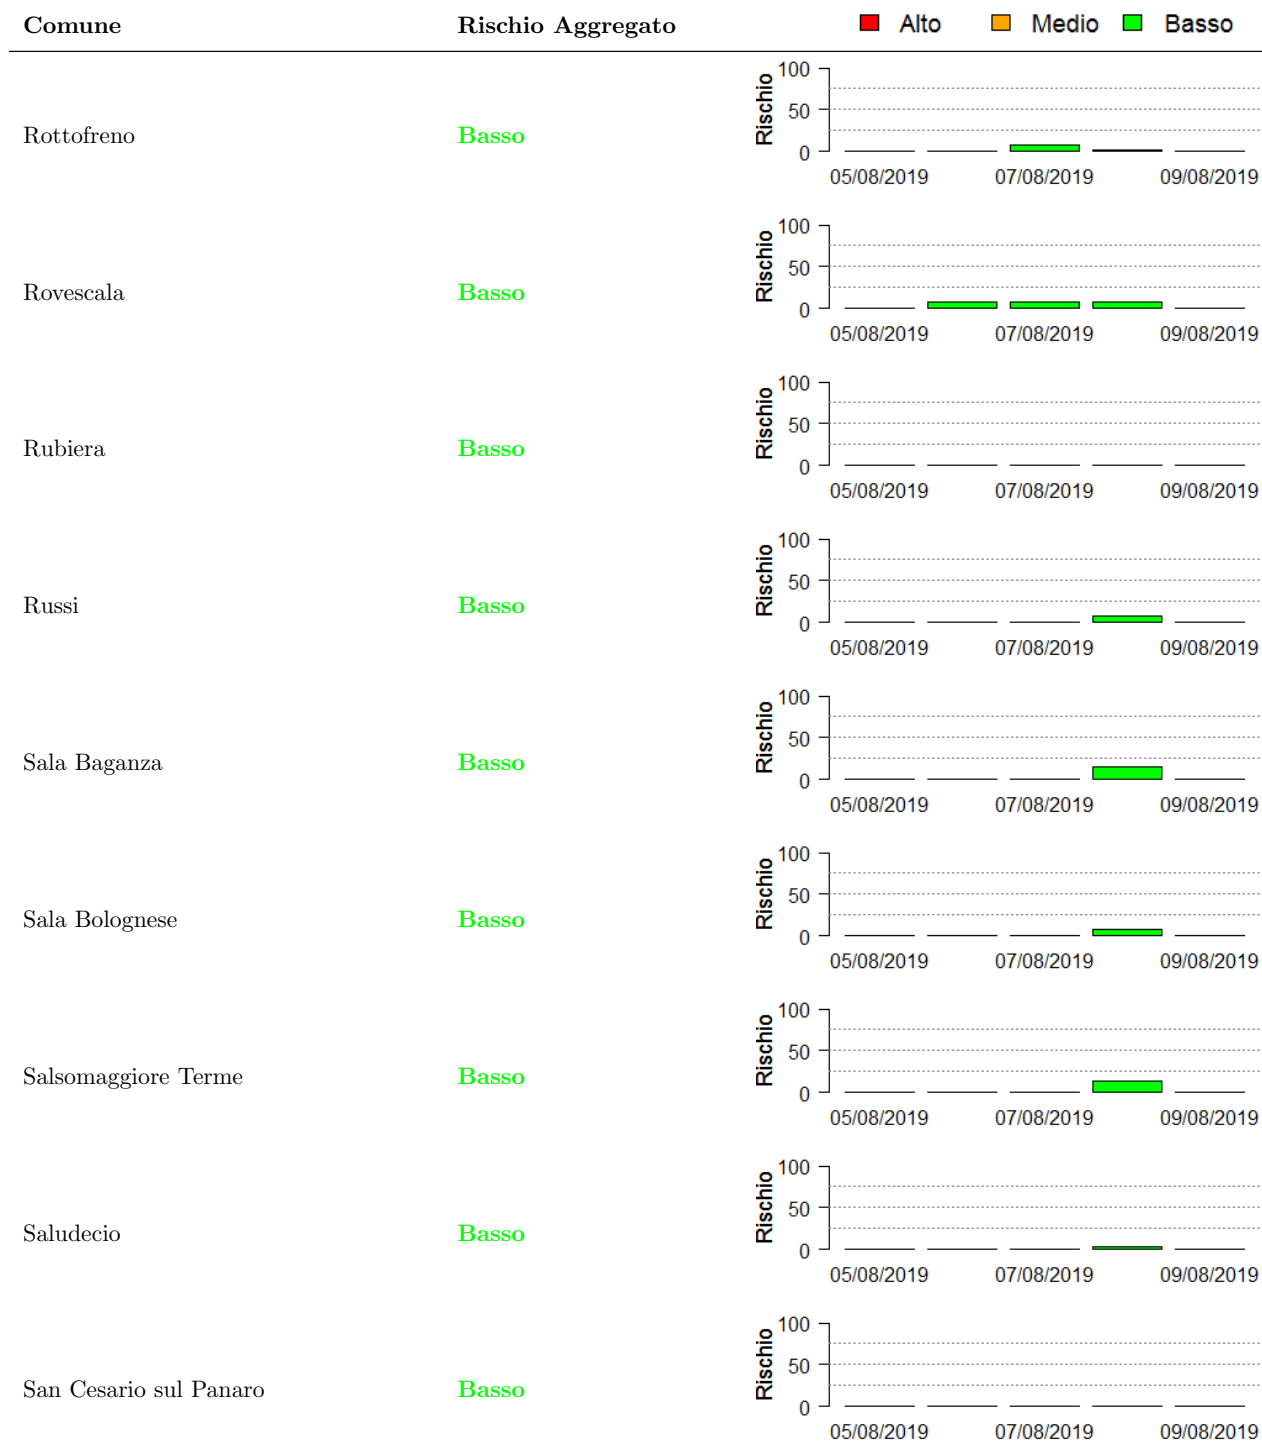 Comune Rischio Aggregato Alto Medio Basso
Rottofreno Basso
Rischio
100
50
0
05/08/2019 07/08/2019 09/08/2019
Rovescala Basso
Rischio
100
50
0
05/08/2019 07/08/2019 09/08/2019
Rubiera Basso
Rischio
100
50
0
05/08/2019 07/08/2019 09/08/2019
Russi Basso
Rischio
100
50
0
05/08/2019 07/08/2019 09/08/2019
Sala Baganza Basso
Rischio
100
50
0
05/08/2019 07/08/2019 09/08/2019
Sala Bolognese Basso
Rischio
100
50
0
05/08/2019 07/08/2019 09/08/2019
Salsomaggiore Terme Basso
Rischio
100
50
0
05/08/2019 07/08/2019 09/08/2019
Saludecio Basso
Rischio
100
50
0
05/08/2019 07/08/2019 09/08/2019
San Cesario sul Panaro Basso
Rischio
100
50
0
05/08/2019 07/08/2019 09/08/2019